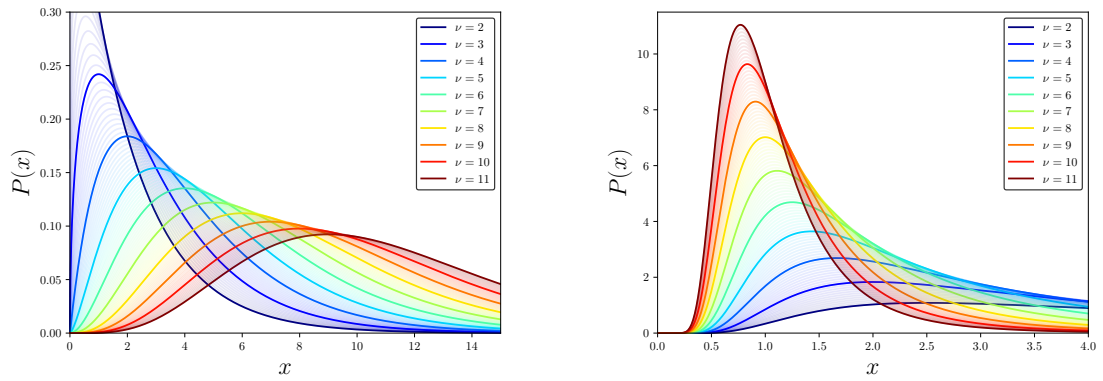 0.30
0.25
0.20
0.15
0.10
0.05
0.00
P(x)
0
2
4
6
8
10
12
14
x
ν = 2
ν = 3
ν = 4
ν = 5
ν = 6
ν = 7
ν = 8
ν = 9
ν = 10
ν = 11
10
8
6
4
2
0
P(x)
0.0
0.5
1.0
1.5
2.0
2.5
3.0
3.5
4.0
x
ν = 2
ν = 3
ν = 4
ν = 5
ν = 6
ν = 7
ν = 8
ν = 9
ν = 10
ν = 11